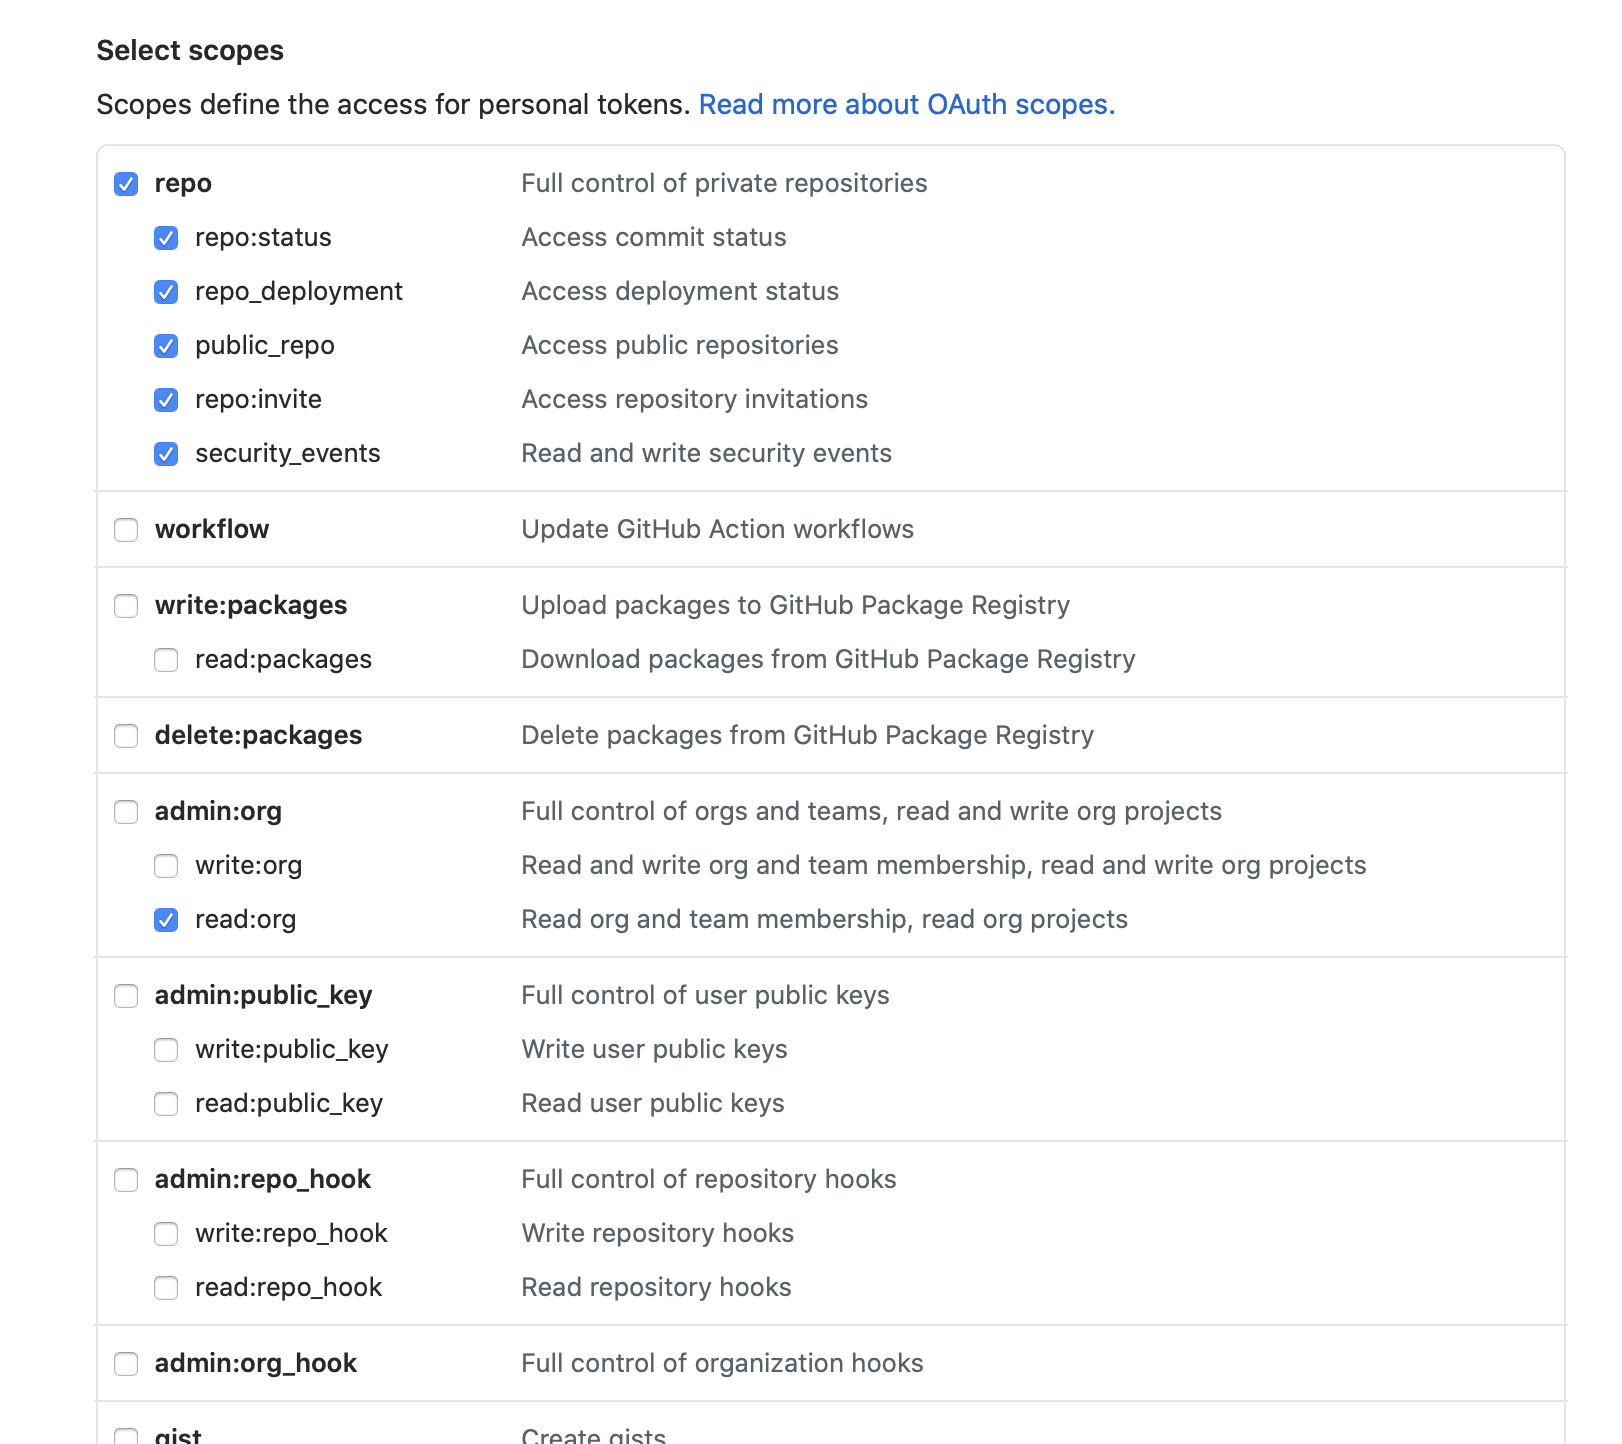 Select scopes
Scopes define the access for personal tokens. Read more about OAuth scopes.
repo Full control of private repositories
repo:status Access commit status
repo_deployment Access deployment status
public_repo Access public repositories
repo:invite Access repository invitations
security_events Read and write security events
workflow Update GitHub Action workflows
write:packages Upload packages to GitHub Package Registry
read:packages Download packages from GitHub Package Registry
delete:packages Delete packages from GitHub Package Registry
admin:org Full control of orgs and teams, read and write org projects
write:org Read and write org and team membership, read and write org projects
read:org Read org and team membership, read org projects
admin:public_key Full control of user public keys
write:public_key Write user public keys
read:public_key Read user public keys
admin:repo_hook Full control of repository hooks
write:repo_hook Write repository hooks
read:repo_hook Read repository hooks
admin:org_hook Full control of organization hooks
gist Create gists